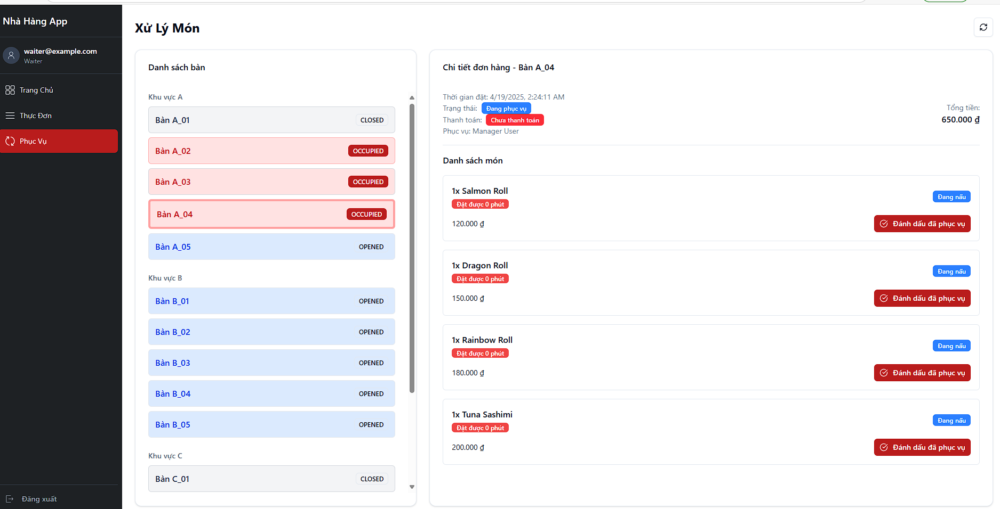 Nhà Hàng App
waiter@example.com
Waiter
Trang Chủ
Thực Đơn
Phục Vụ
Đăng xuất
Xử Lý Món
Danh sách bàn
Khu vực A
Bàn A_01 CLOSED
Bàn A_02 OCCUPIED
Bàn A_03 OCCUPIED
Bàn A_04 OCCUPIED
Bàn A_05 OPENED
Khu vực B
Bàn B_01 OPENED
Bàn B_02 OPENED
Bàn B_03 OPENED
Bàn B_04 OPENED
Bàn B_05 OPENED
Khu vực C
Bàn C_01 CLOSED
Chi tiết đơn hàng - Bàn A_04
Thời gian đặt: 4/19/2025, 2:24:11 AM
Trạng thái: Đang phục vụ
Thanh toán: Chưa thanh toán
Phục vụ: Manager User
Tổng tiền:
650.000 ₫
Danh sách món
1x Salmon Roll
Đặt được 0 phút
Đang nấu
120.000 ₫
Đánh dấu đã phục vụ
1x Dragon Roll
Đặt được 0 phút
Đang nấu
150.000 ₫
Đánh dấu đã phục vụ
1x Rainbow Roll
Đặt được 0 phút
Đang nấu
180.000 ₫
Đánh dấu đã phục vụ
1x Tuna Sashimi
Đặt được 0 phút
Đang nấu
200.000 ₫
Đánh dấu đã phục vụ